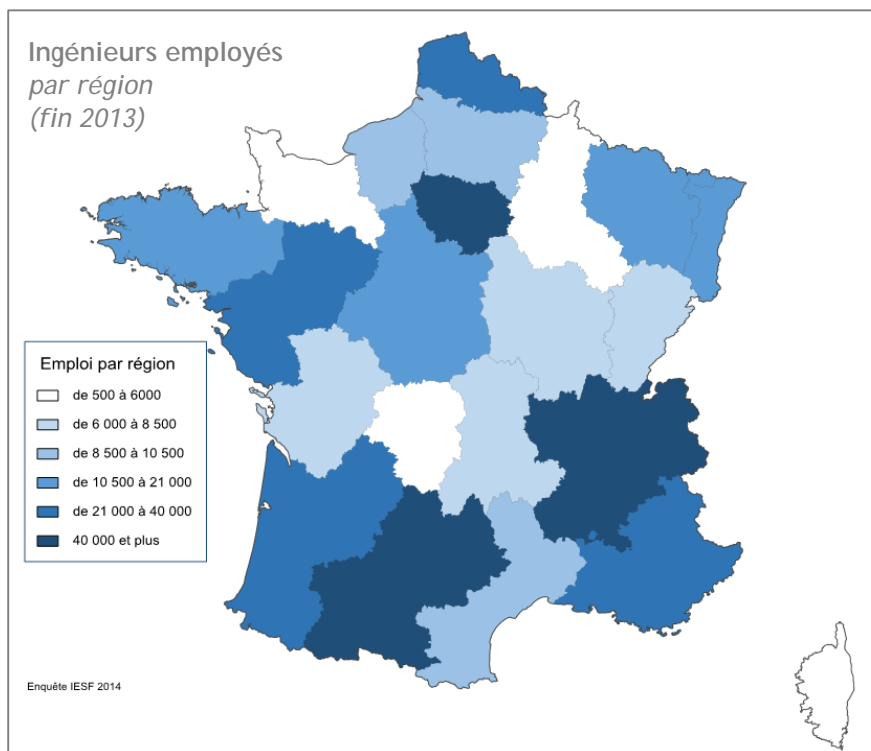 Ingénieurs employés
par région
(fin 2013)
Emploi par région
de 500 à 6000
de 6 000 à 8 500
de 8 500 à 10 500
de 10 500 à 21 000
de 21 000 à 40 000
40 000 et plus
Enquête IESF 2014